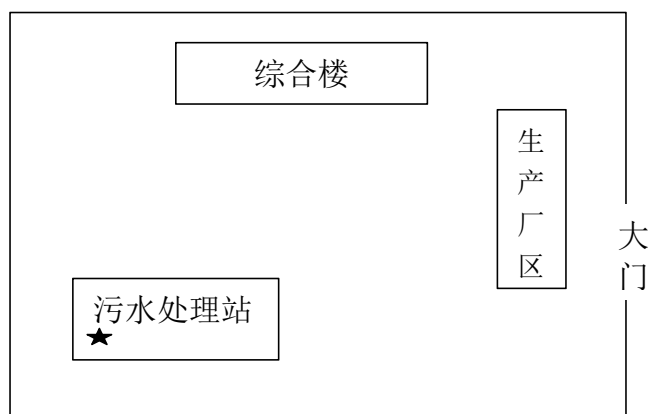 综合楼
生产厂区
大门
污水处理站